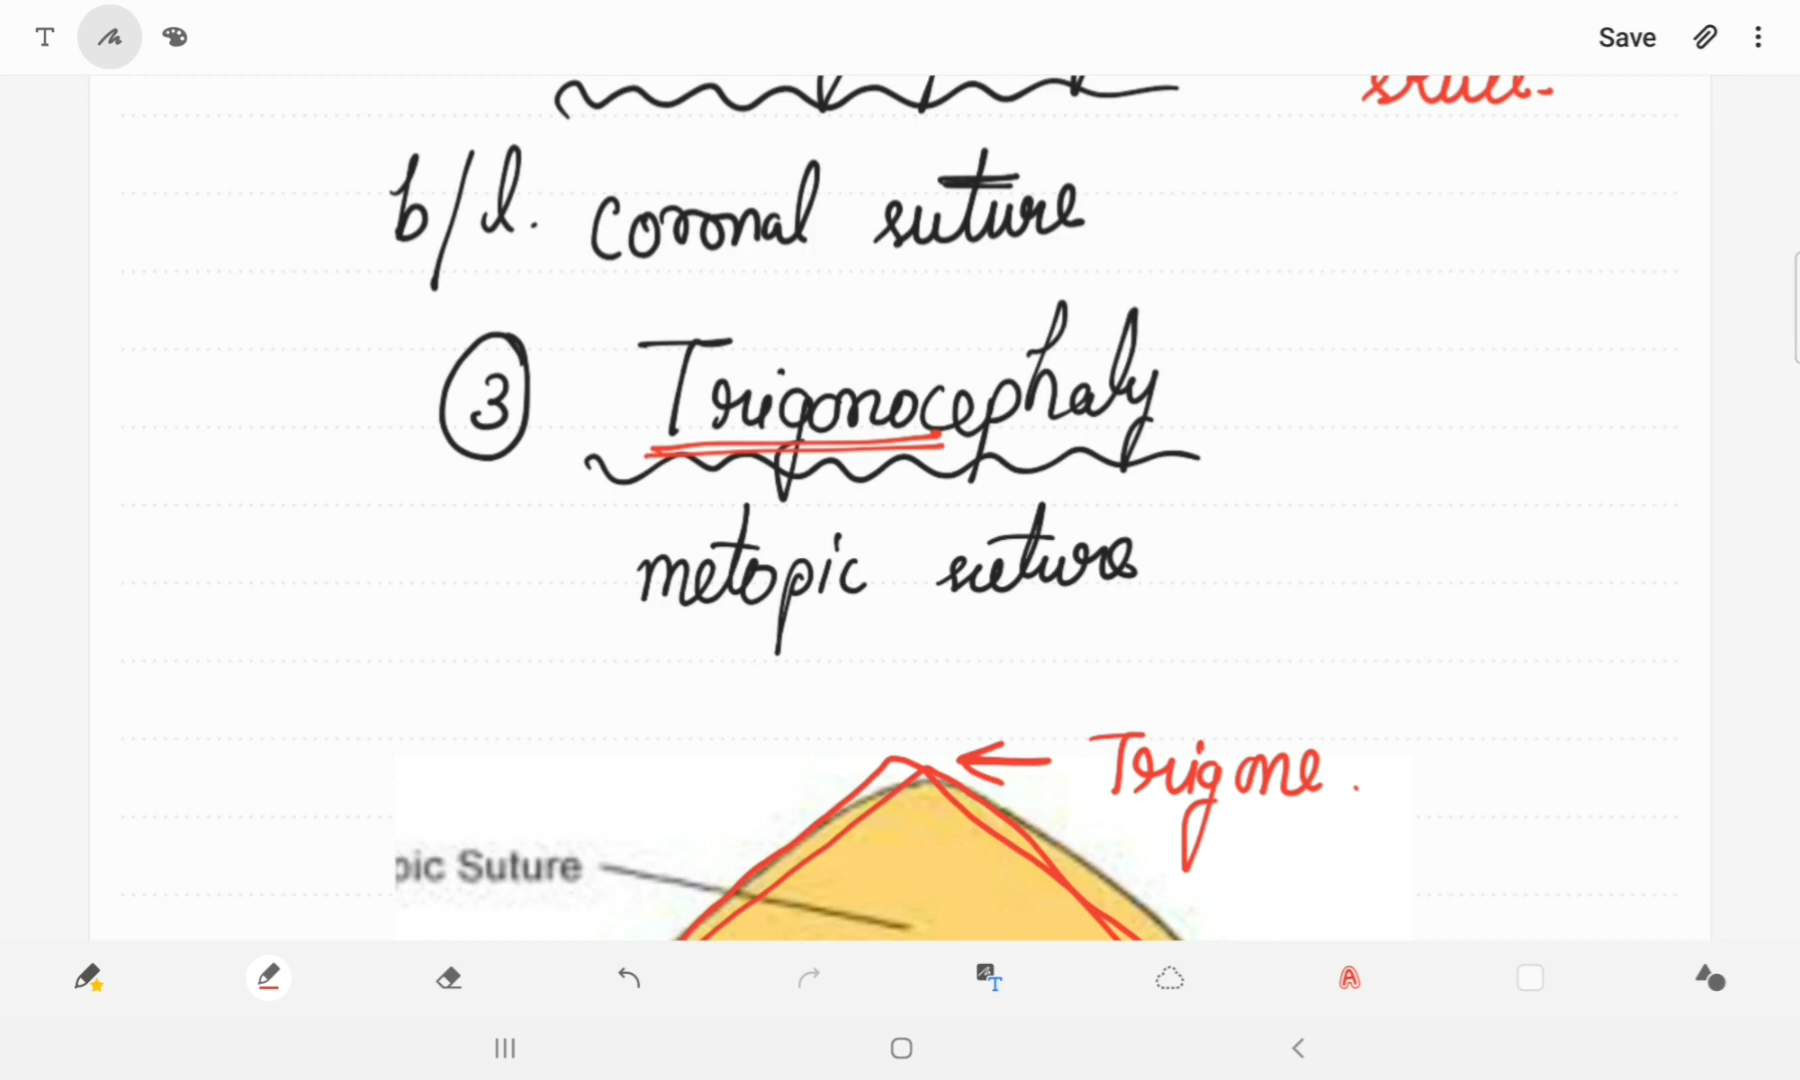 T
Save
b/l. coronal suture
3 Trigonocephaly
metopic suture
Trigone.
pic Suture
T
A